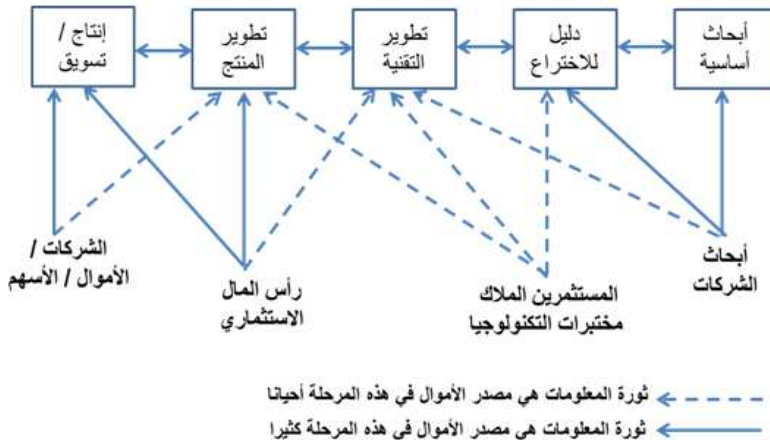 أبحاث
أساسية
دليل
للاختراع
تطوير
التقنية
تطوير
المنتج
إنتاج /
تسويق
أبحاث
الشركات
المستثمرين الملاك
مختبرات التكنولوجيا
رأس المال
الاستثماري
الشركات /
الأموال / الأسهم
ثورة المعلومات هي مصدر الأموال في هذه المرحلة أحيانا
ثورة المعلومات هي مصدر الأموال في هذه المرحلة كثيرا